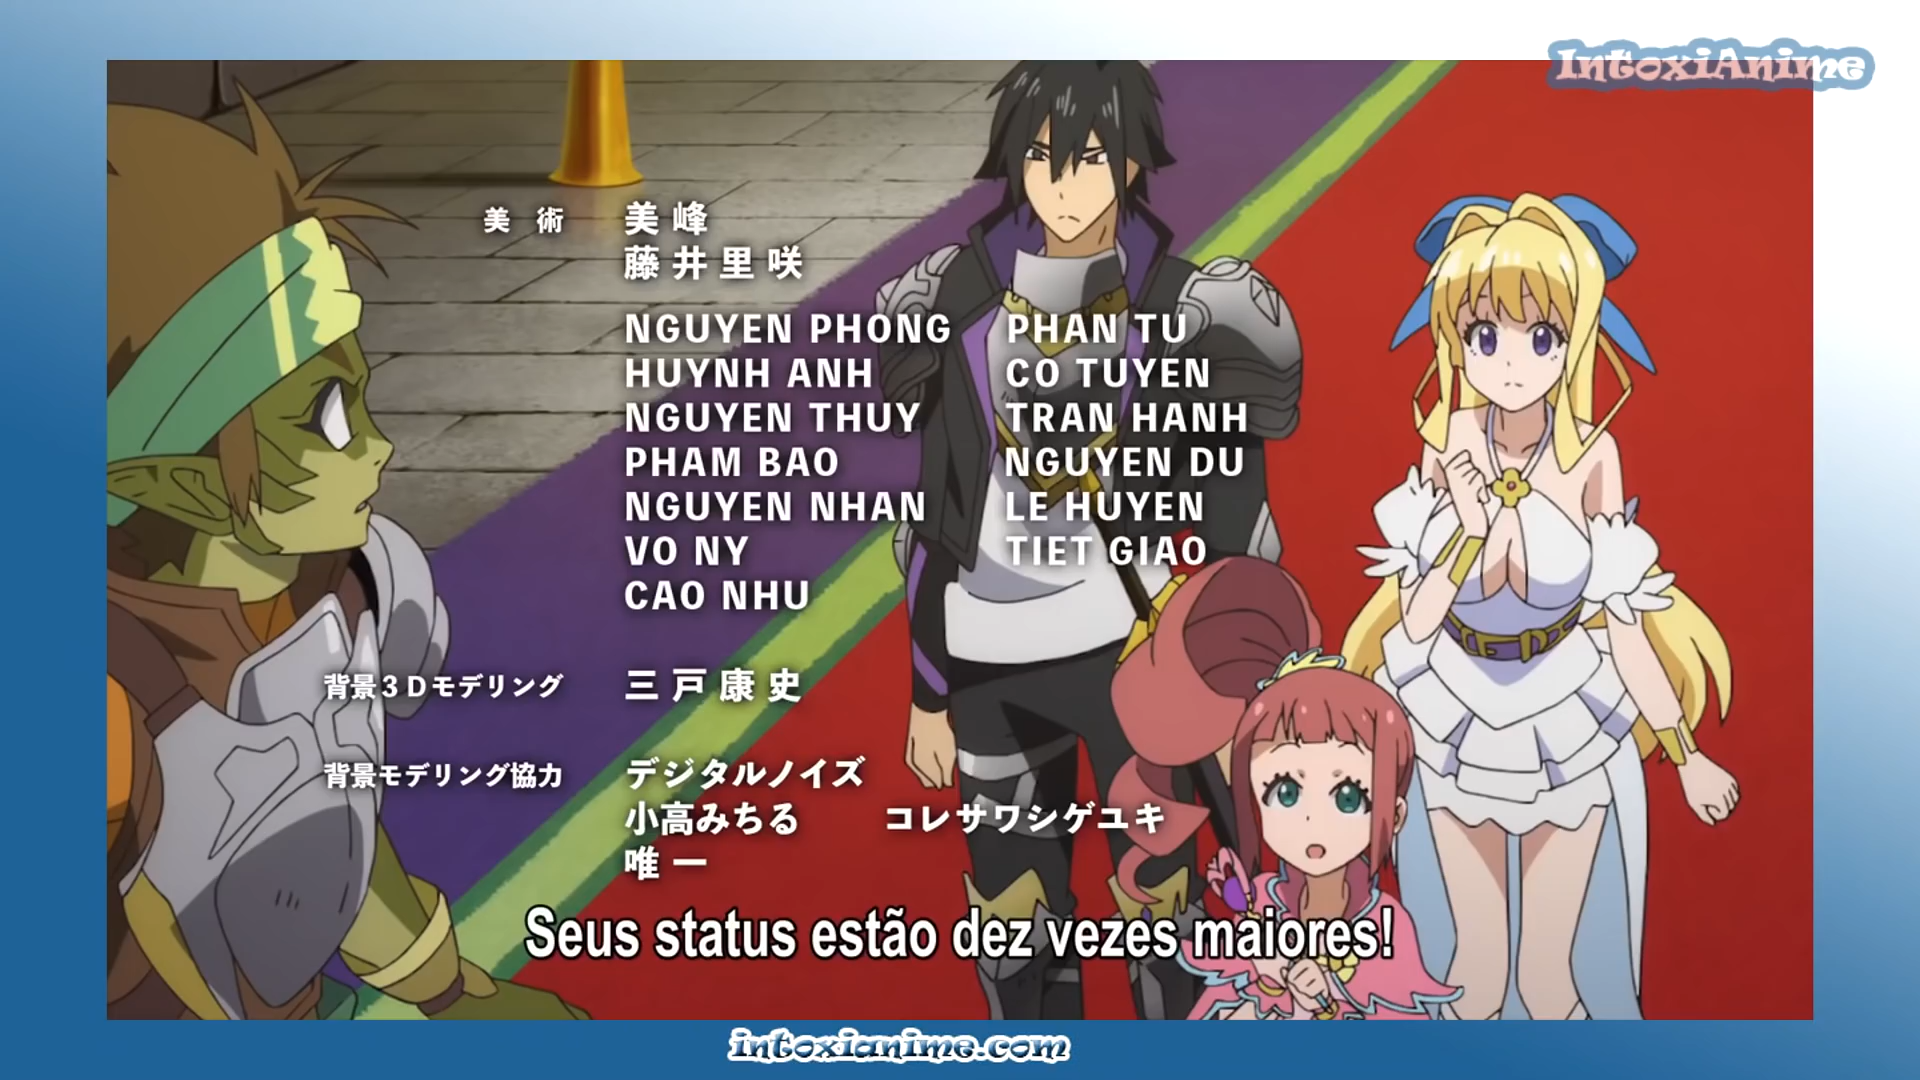 IntoxiAnime
美術 美峰
藤井里咲
NGUYEN PHONG PHAN TU
HUYNH ANH CO TUYEN
NGUYEN THUY TRAN HANH
PHAM BAO NGUYEN DU
NGUYEN NHAN LE HUYEN
VO NY TIET GIAO
CAO NHU
背景3Dモデリング 三戸康史
背景モデリング協力 デジタルノイズ
小高みちる コレサワシゲユキ
唯一
Seus status estão dez vezes maiores!
intoxianime.com